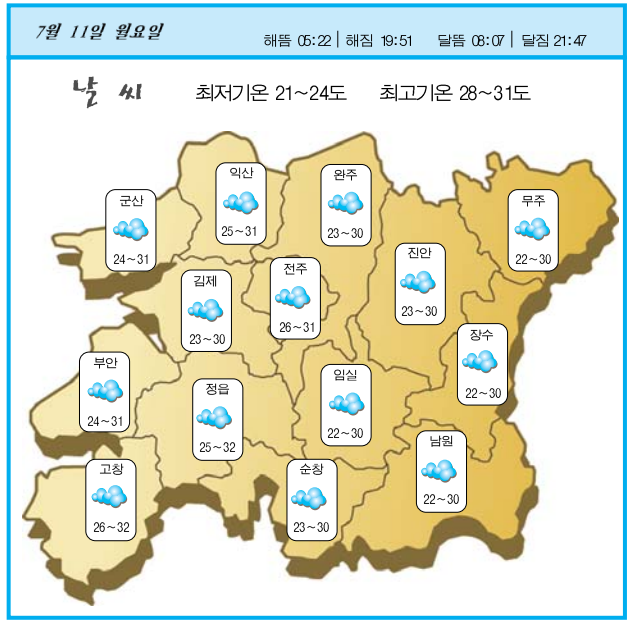 7월 11일 월요일
해뜸 05:22 | 해짐 19:51 달뜸 08:07 | 달짐 21:47
날 씨 최저기온 21~24도 최고기온 28~31도
익산
25~31
완주
23~30
군산
24~31
무주
22~30
진안
23~30
전주
26~31
김제
23~30
장수
22~30
부안
24~31
임실
22~30
정읍
25~32
남원
22~30
고창
26~32
순창
23~30